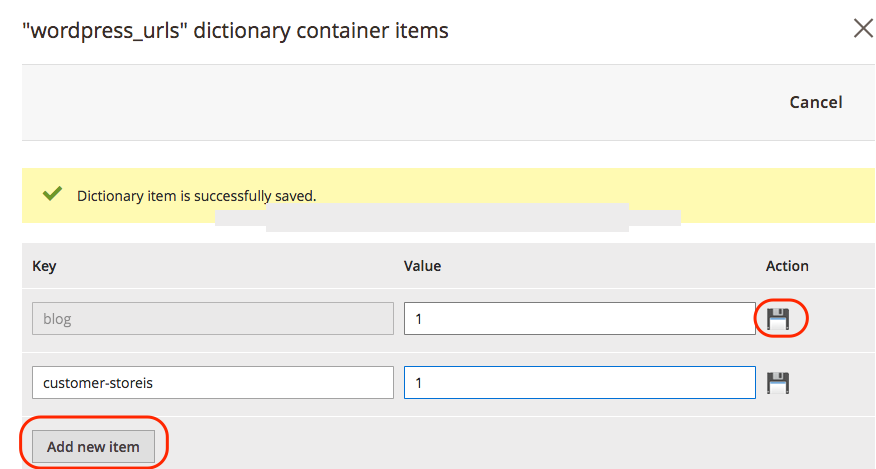 "wordpress_urls" dictionary container items
Cancel
Dictionary item is successfully saved.
Key Value Action
blog 1
customer-storeis 1
Add new item